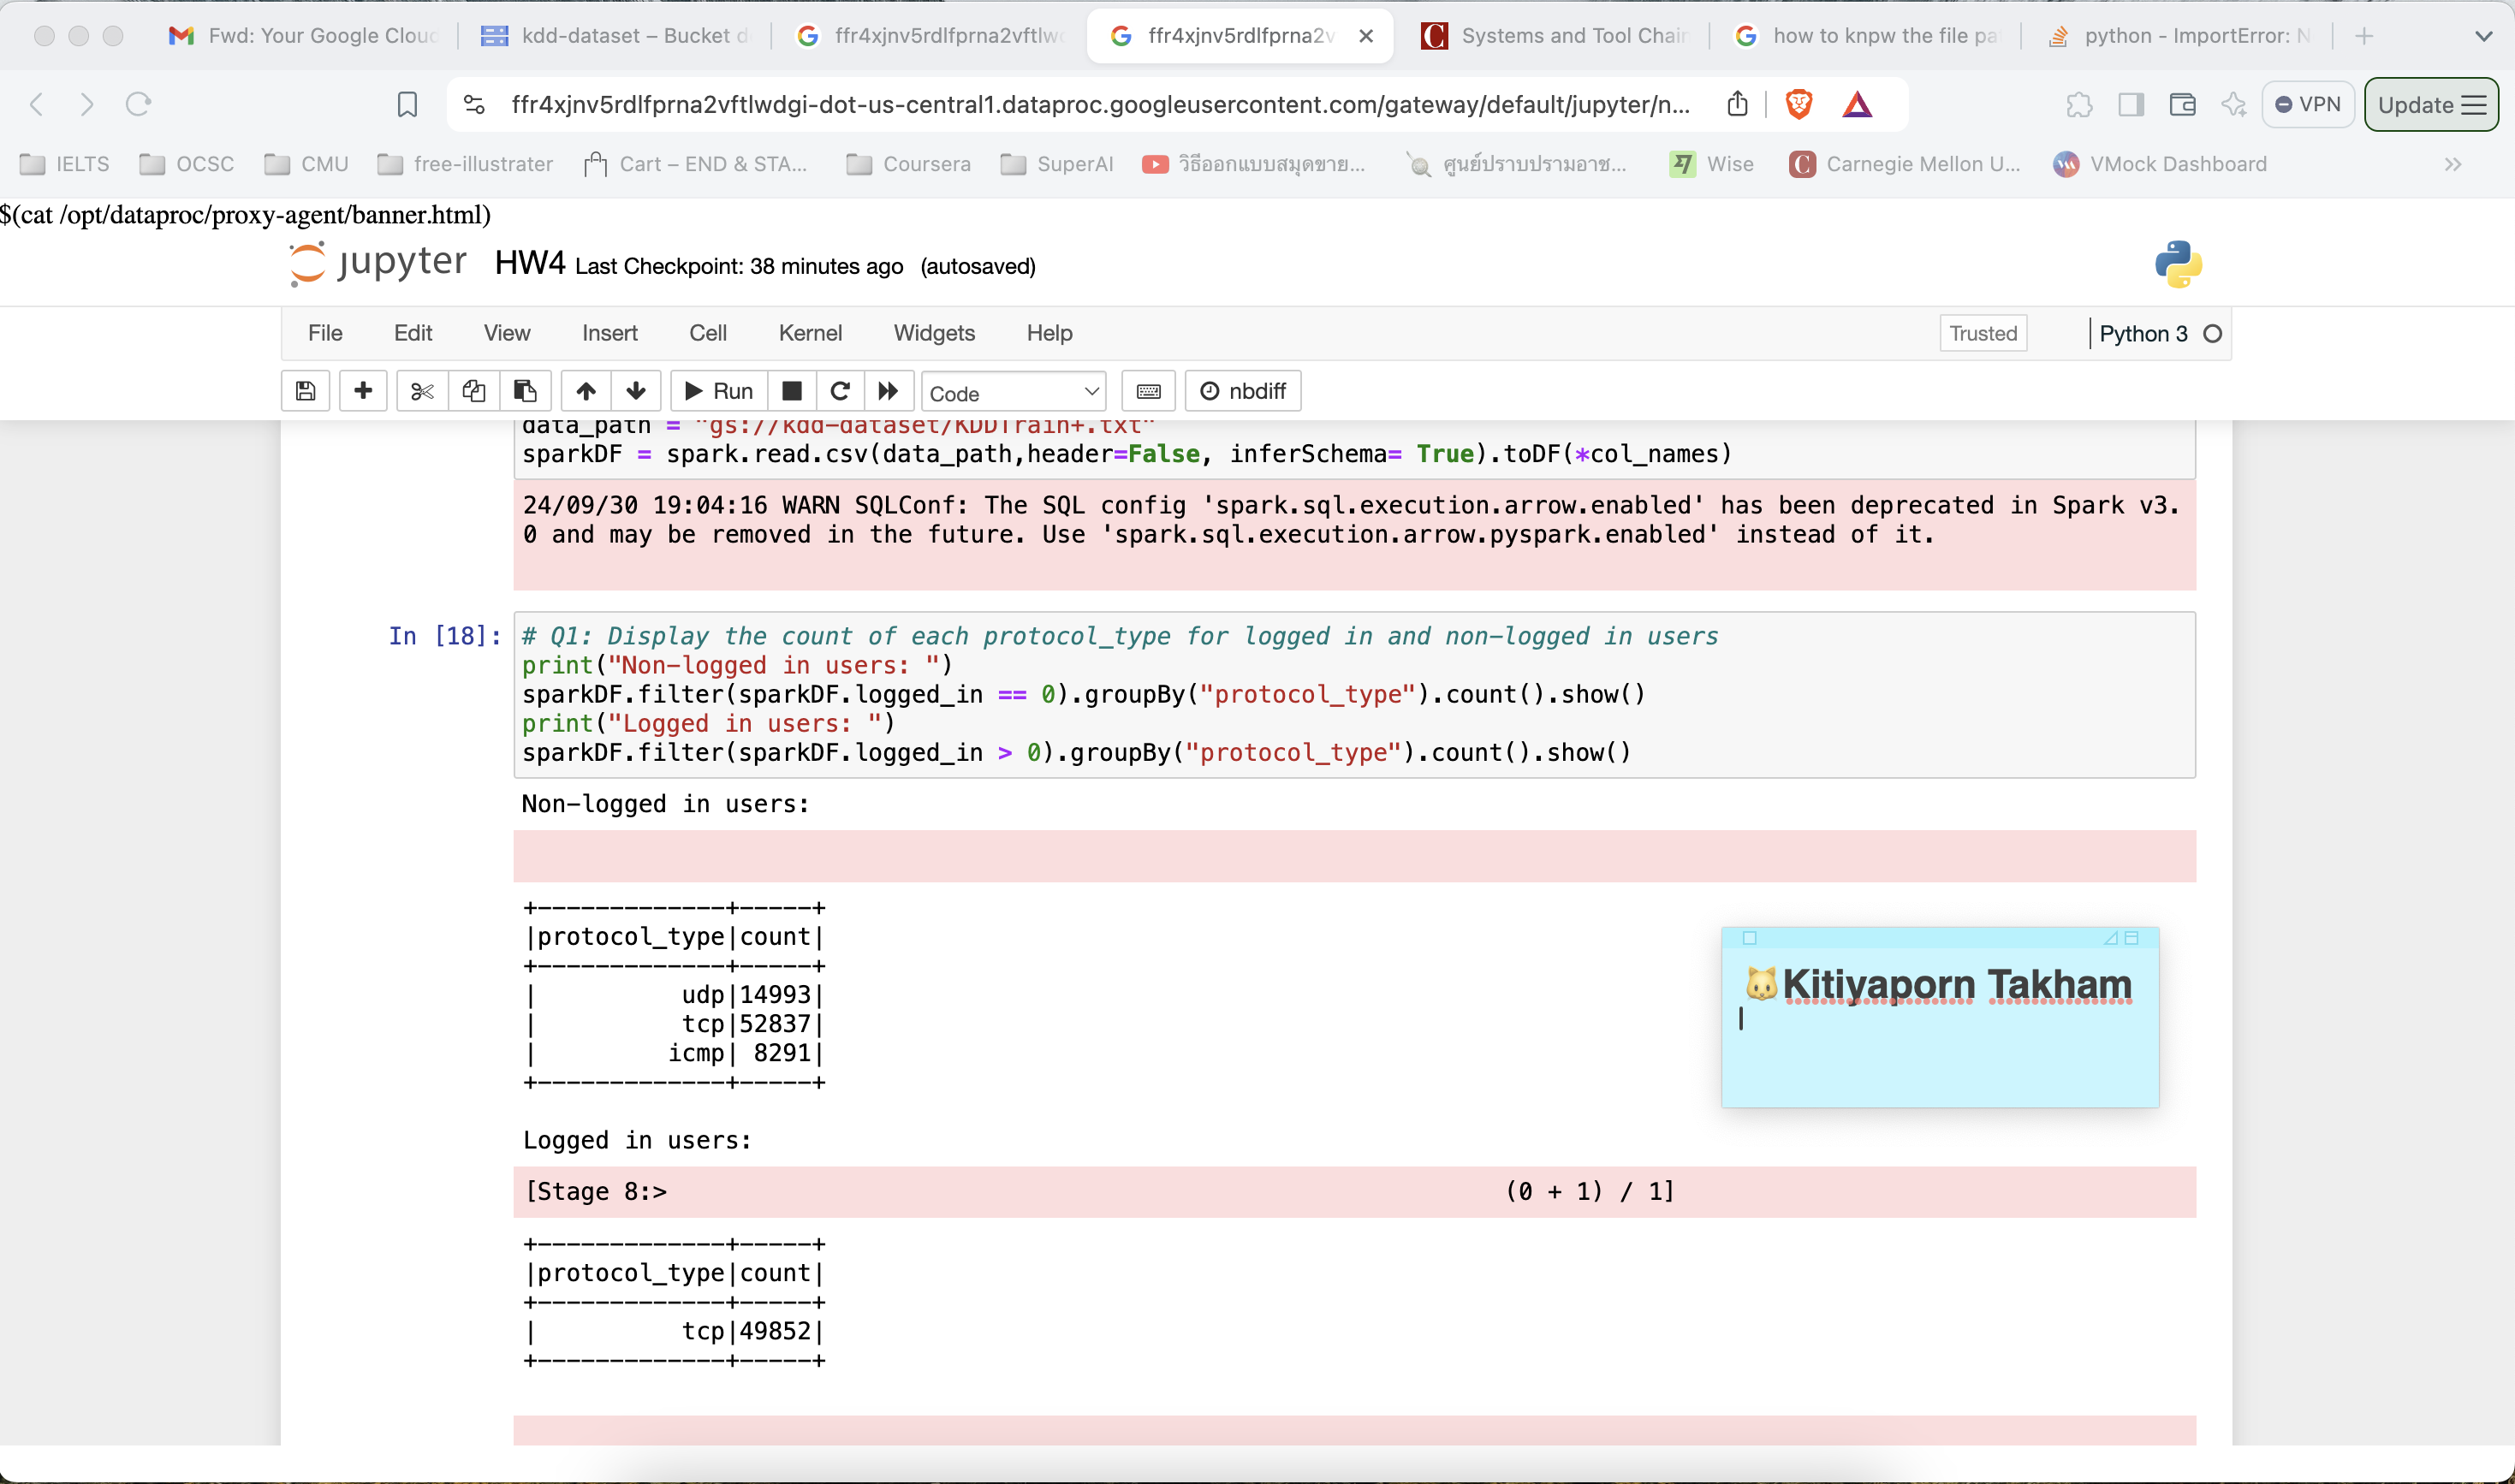 Fwd: Your Google Cloud
kdd-dataset – Bucket d
ffr4xjnv5rdlfprna2vftlw
ffr4xjnv5rdlfprna2v
Systems and Tool Chain
how to knpw the file pa
python - ImportError: N
ffr4xjnv5rdlfprna2vftlwdgi-dot-us-central1.dataproc.googleusercontent.com/gateway/default/jupyter/n...
VPN
Update
IELTS
OCSC
CMU
free-illustrater
Cart – END & STA...
Coursera
SuperAI
วิธีออกแบบสมุดขาย...
ศูนย์ปราบปรามอาช...
Wise
Carnegie Mellon U...
VMock Dashboard
$(cat /opt/dataproc/proxy-agent/banner.html)
jupyter HW4 Last Checkpoint: 38 minutes ago (autosaved)
File Edit View Insert Cell Kernel Widgets Help Trusted Python 3
Run Code nbdiff
data_path = "gs://kdd-dataset/KDDTrain+.txt"
sparkDF = spark.read.csv(data_path,header=False, inferSchema= True).toDF(*col_names)
24/09/30 19:04:16 WARN SQLConf: The SQL config 'spark.sql.execution.arrow.enabled' has been deprecated in Spark v3.
0 and may be removed in the future. Use 'spark.sql.execution.arrow.pyspark.enabled' instead of it.
In [18]: # Q1: Display the count of each protocol_type for logged in and non-logged in users
print("Non-logged in users: ")
sparkDF.filter(sparkDF.logged_in == 0).groupBy("protocol_type").count().show()
print("Logged in users: ")
sparkDF.filter(sparkDF.logged_in > 0).groupBy("protocol_type").count().show()
Non-logged in users:
+-------------+-----+
|protocol_type|count|
+-------------+-----+
|          udp|14993|
|          tcp|52837|
|         icmp| 8291|
+-------------+-----+
🐱Kitiyaporn Takham
Logged in users:
[Stage 8:>                                                          (0 + 1) / 1]
+-------------+-----+
|protocol_type|count|
+-------------+-----+
|          tcp|49852|
+-------------+-----+